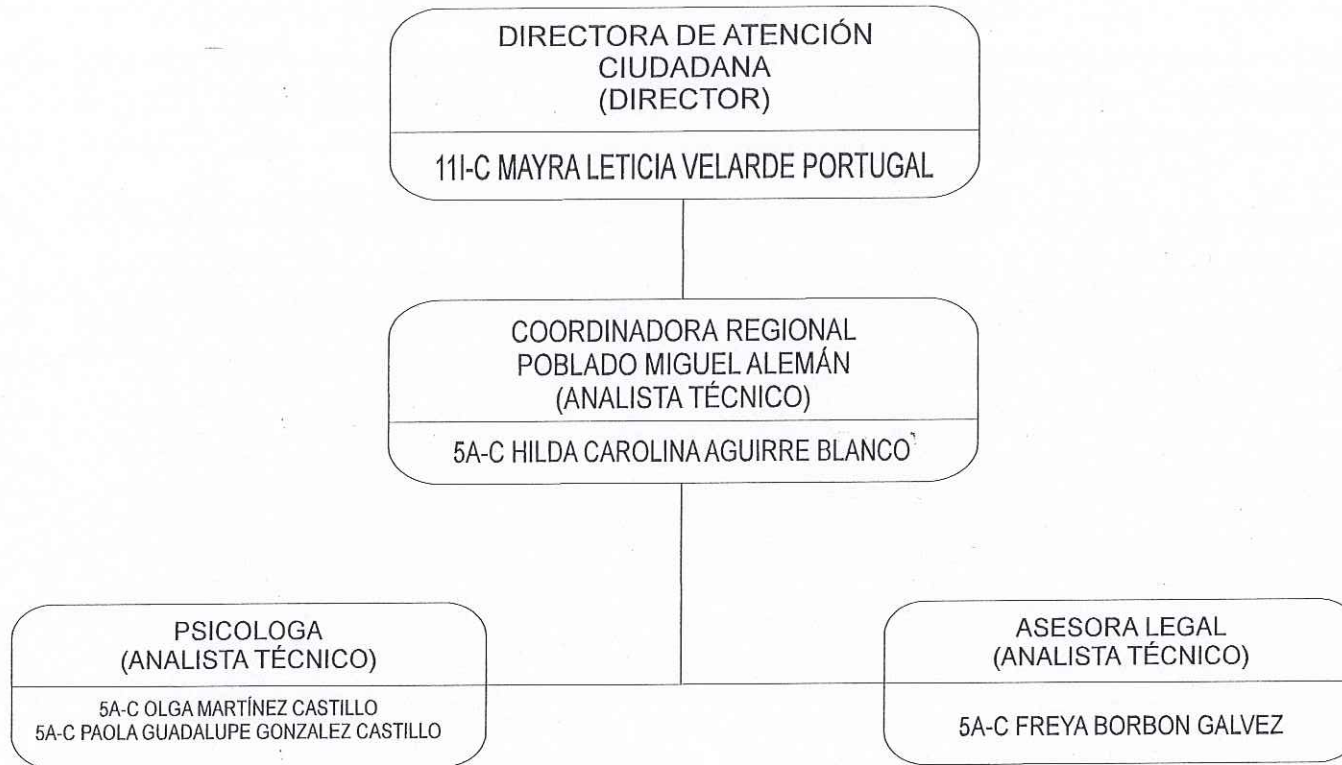 DIRECTORA DE ATENCIÓN
CIUDADANA
(DIRECTOR)
11I-C MAYRA LETICIA VELARDE PORTUGAL
COORDINADORA REGIONAL
POBLADO MIGUEL ALEMÁN
(ANALISTA TÉCNICO)
5A-C HILDA CAROLINA AGUIRRE BLANCO
PSICOLOGA
(ANALISTA TÉCNICO)
5A-C OLGA MARTÍNEZ CASTILLO
5A-C PAOLA GUADALUPE GONZALEZ CASTILLO
ASESORA LEGAL
(ANALISTA TÉCNICO)
5A-C FREYA BORBON GALVEZ